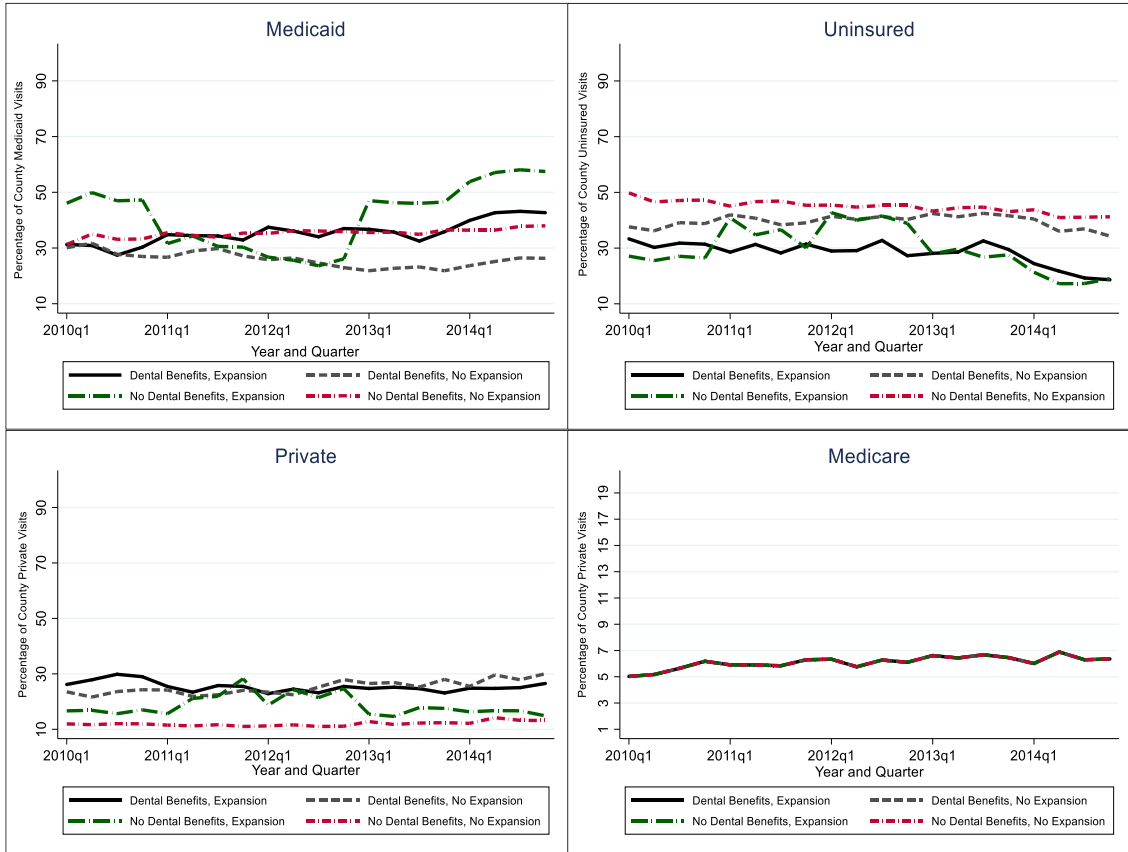 Medicaid
Percentage of County Medicaid Visits
90
70
50
30
10
2010q1 2011q1 2012q1 2013q1 2014q1
Year and Quarter
Dental Benefits, Expansion Dental Benefits, No Expansion
No Dental Benefits, Expansion No Dental Benefits, No Expansion
Uninsured
Percentage of County Uninsured Visits
90
70
50
30
10
2010q1 2011q1 2012q1 2013q1 2014q1
Year and Quarter
Dental Benefits, Expansion Dental Benefits, No Expansion
No Dental Benefits, Expansion No Dental Benefits, No Expansion
Private
Percentage of County Private Visits
90
70
50
30
10
2010q1 2011q1 2012q1 2013q1 2014q1
Year and Quarter
Dental Benefits, Expansion Dental Benefits, No Expansion
No Dental Benefits, Expansion No Dental Benefits, No Expansion
Medicare
Percentage of County Private Visits
19
17
15
13
11
9
7
5
3
1
2010q1 2011q1 2012q1 2013q1 2014q1
Year and Quarter
Dental Benefits, Expansion Dental Benefits, No Expansion
No Dental Benefits, Expansion No Dental Benefits, No Expansion